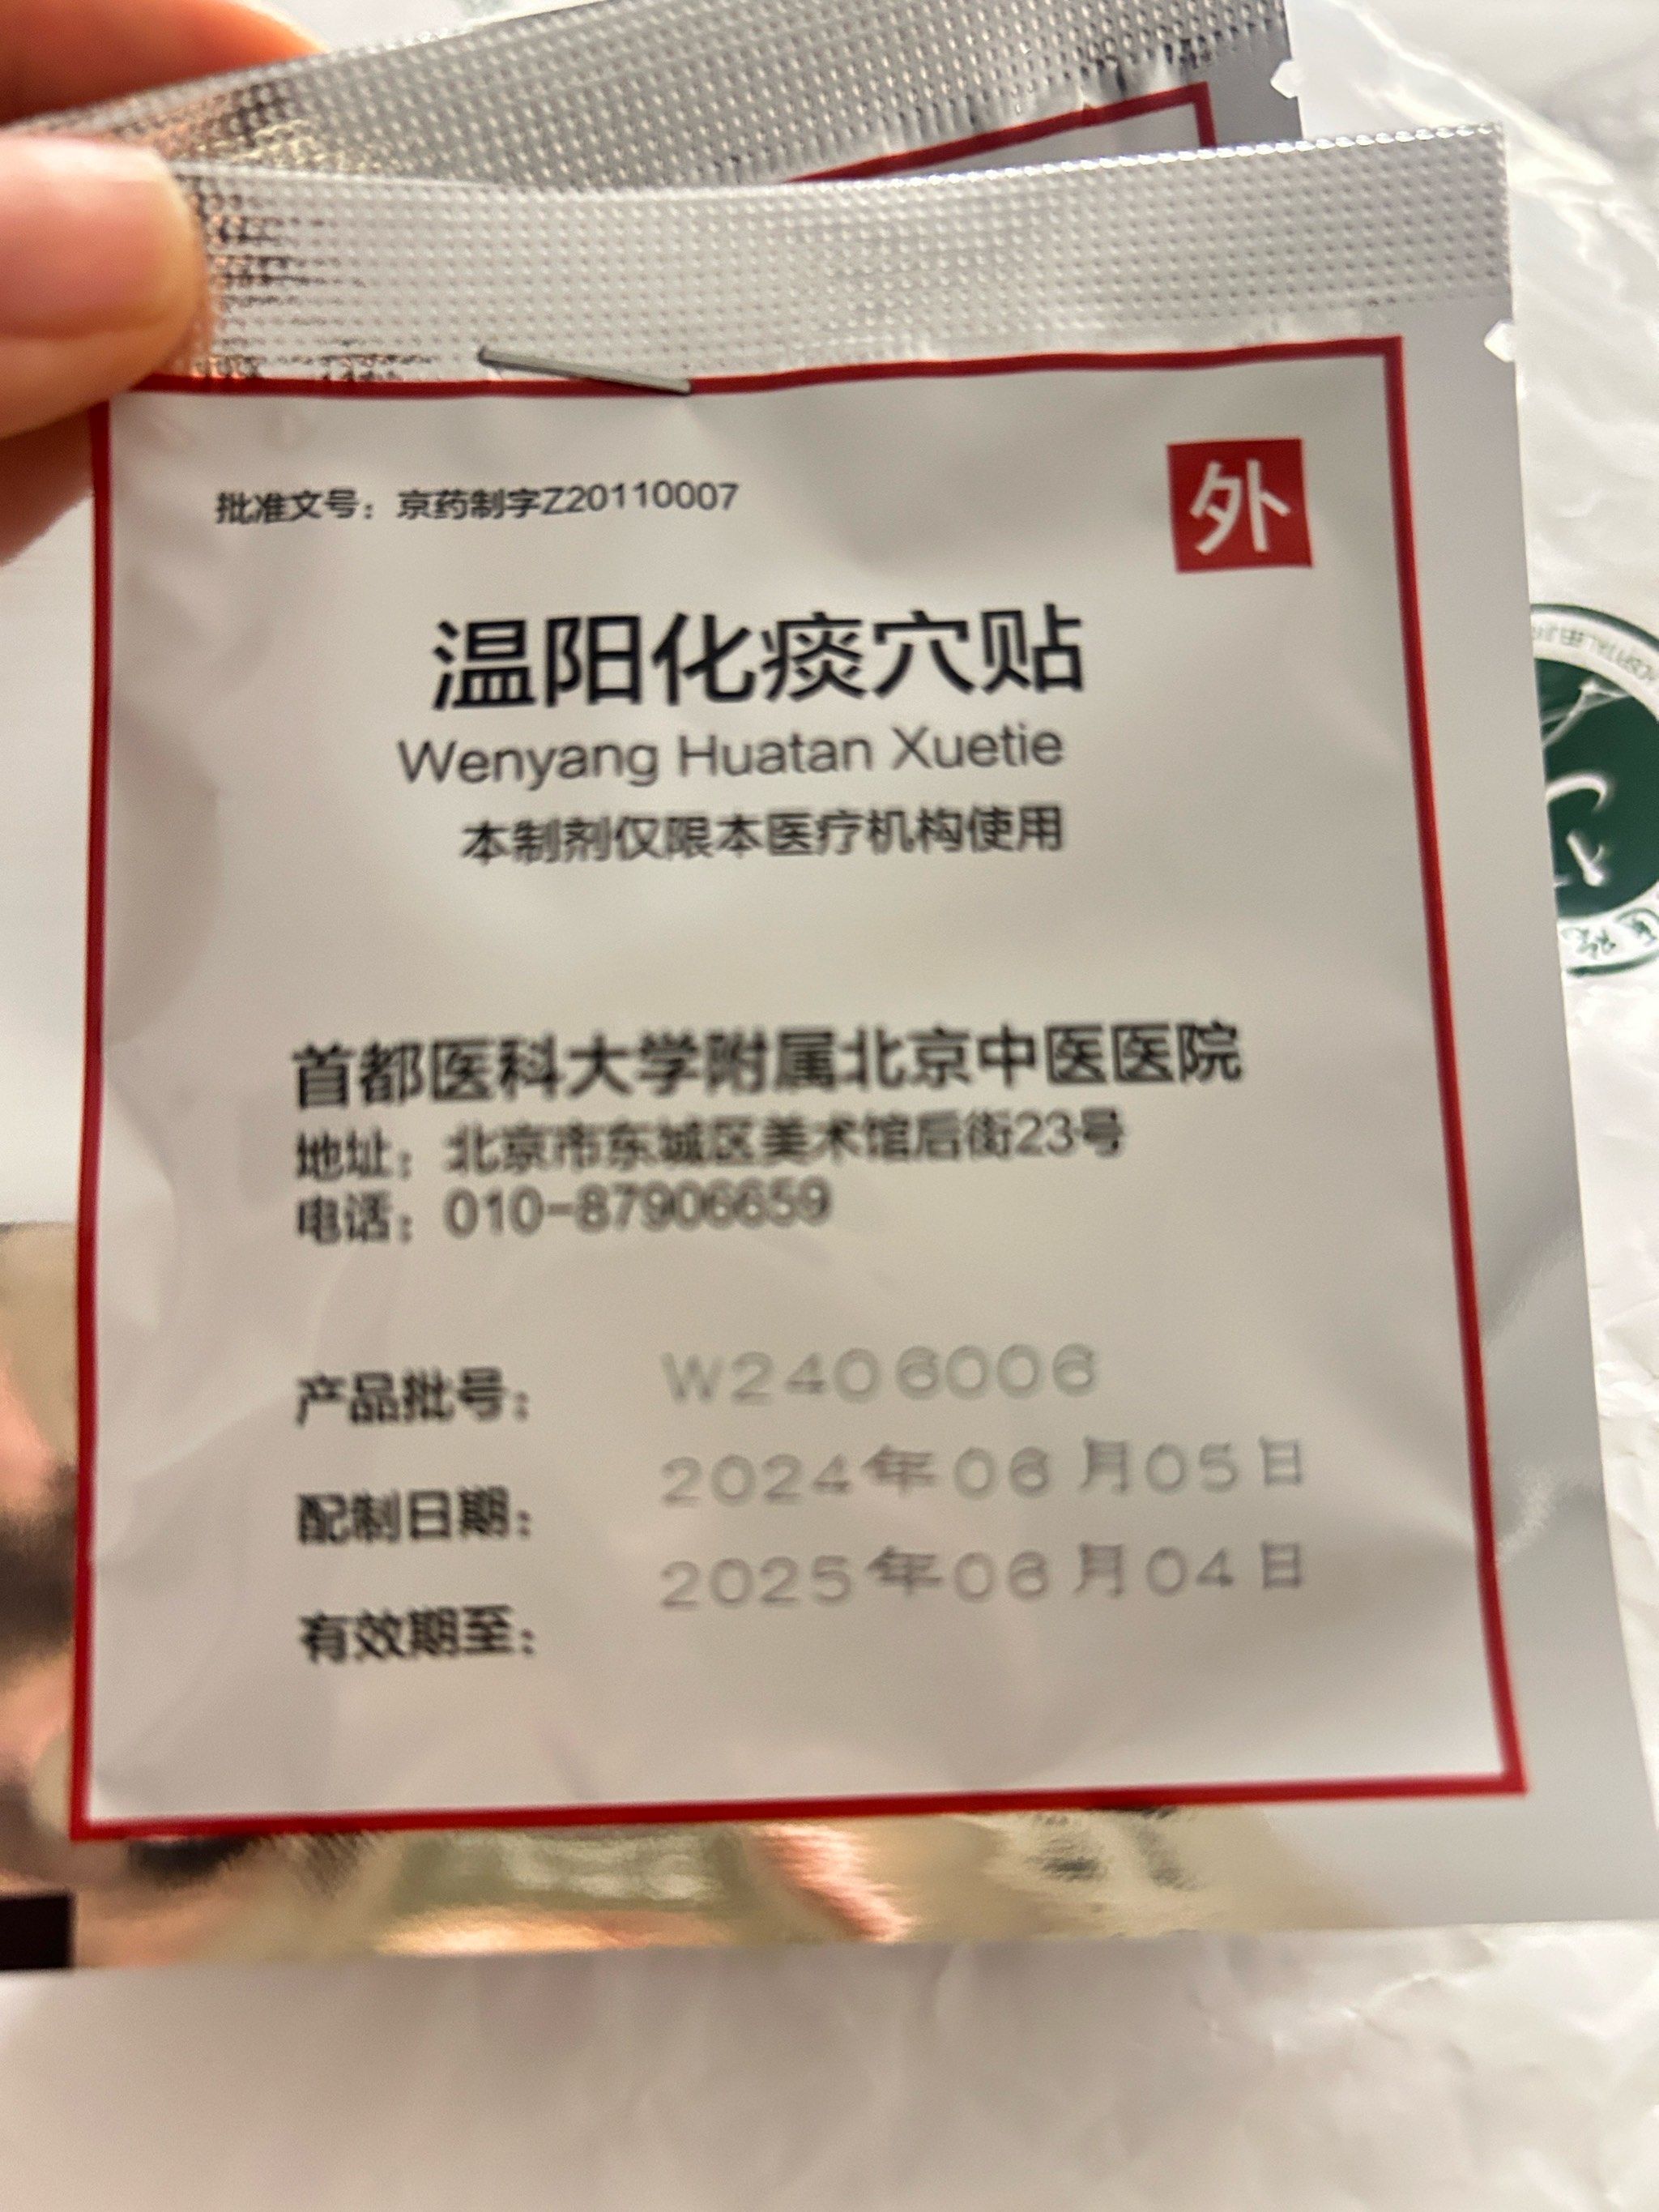 批准文号：京药制字Z20110007
外
温阳化痰穴贴
Wenyang Huatan Xuetie
本制剂仅限本医疗机构使用
首都医科大学附属北京中医医院
地址：北京市东城区美术馆后街23号
电话：010-87906659
产品批号：W2406006
配制日期：2024年06月05日
有效期至：2025年06月04日